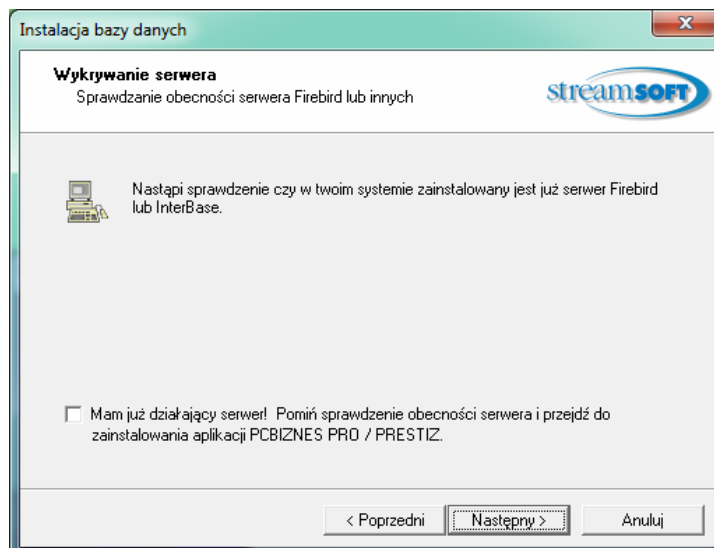 Instalacja bazy danych
Wykrywanie serwera
Sprawdzanie obecności serwera Firebird lub innych
streamsoft
Nastąpi sprawdzenie czy w twoim systemie zainstalowany jest już serwer Firebird
lub InterBase.
Mam już działający serwer! Pomiń sprawdzenie obecności serwera i przejdź do
zainstalowania aplikacji PCBIZNES PRO / PRESTIZ.
< Poprzedni
Następny >
Anuluj